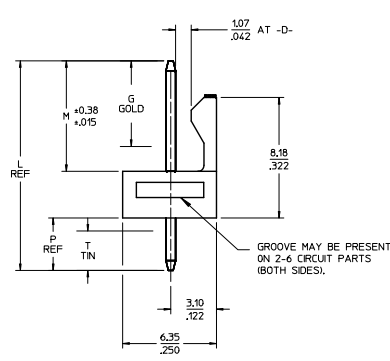 1.07
.042
AT -D-
M ±0.38
±.015
G
GOLD
L
REF
8.18
.322
P
REF
T
TIN
GROOVE MAY BE PRESENT
ON 2-6 CIRCUIT PARTS
(BOTH SIDES).
3.10
.122
6.35
.250